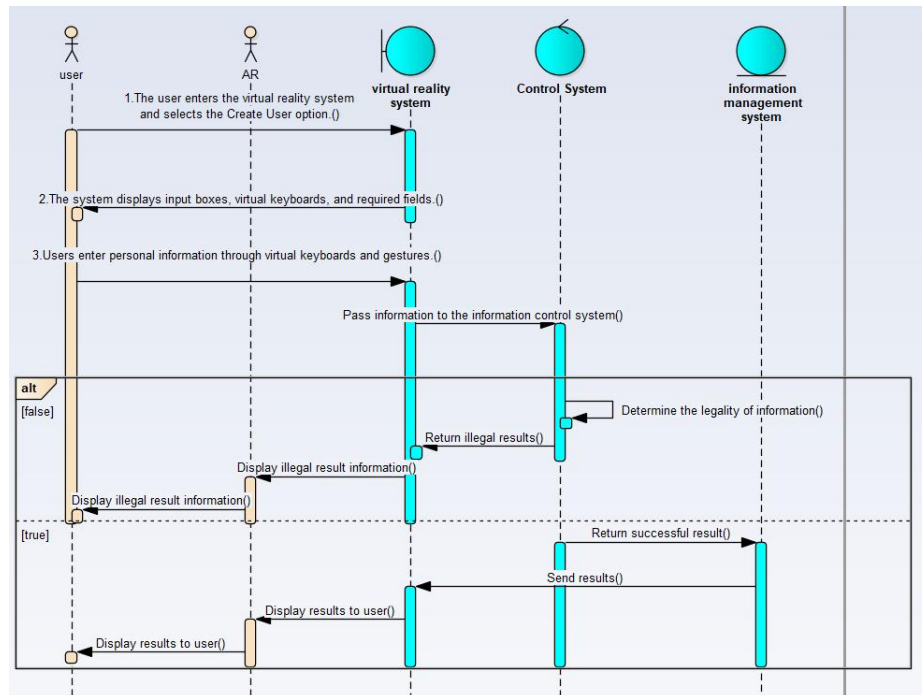 user
AR
virtual reality
system
Control System
information
management
system
1.The user enters the virtual reality system
and selects the Create User option.()
2.The system displays input boxes, virtual keyboards, and required fields.()
3.Users enter personal information through virtual keyboards and gestures.()
Pass information to the information control system()
alt
[false]
Determine the legality of information()
Return illegal results()
Display illegal result information()
Display illegal result information()
[true]
Return successful result()
Send results()
Display results to user()
Display results to user()